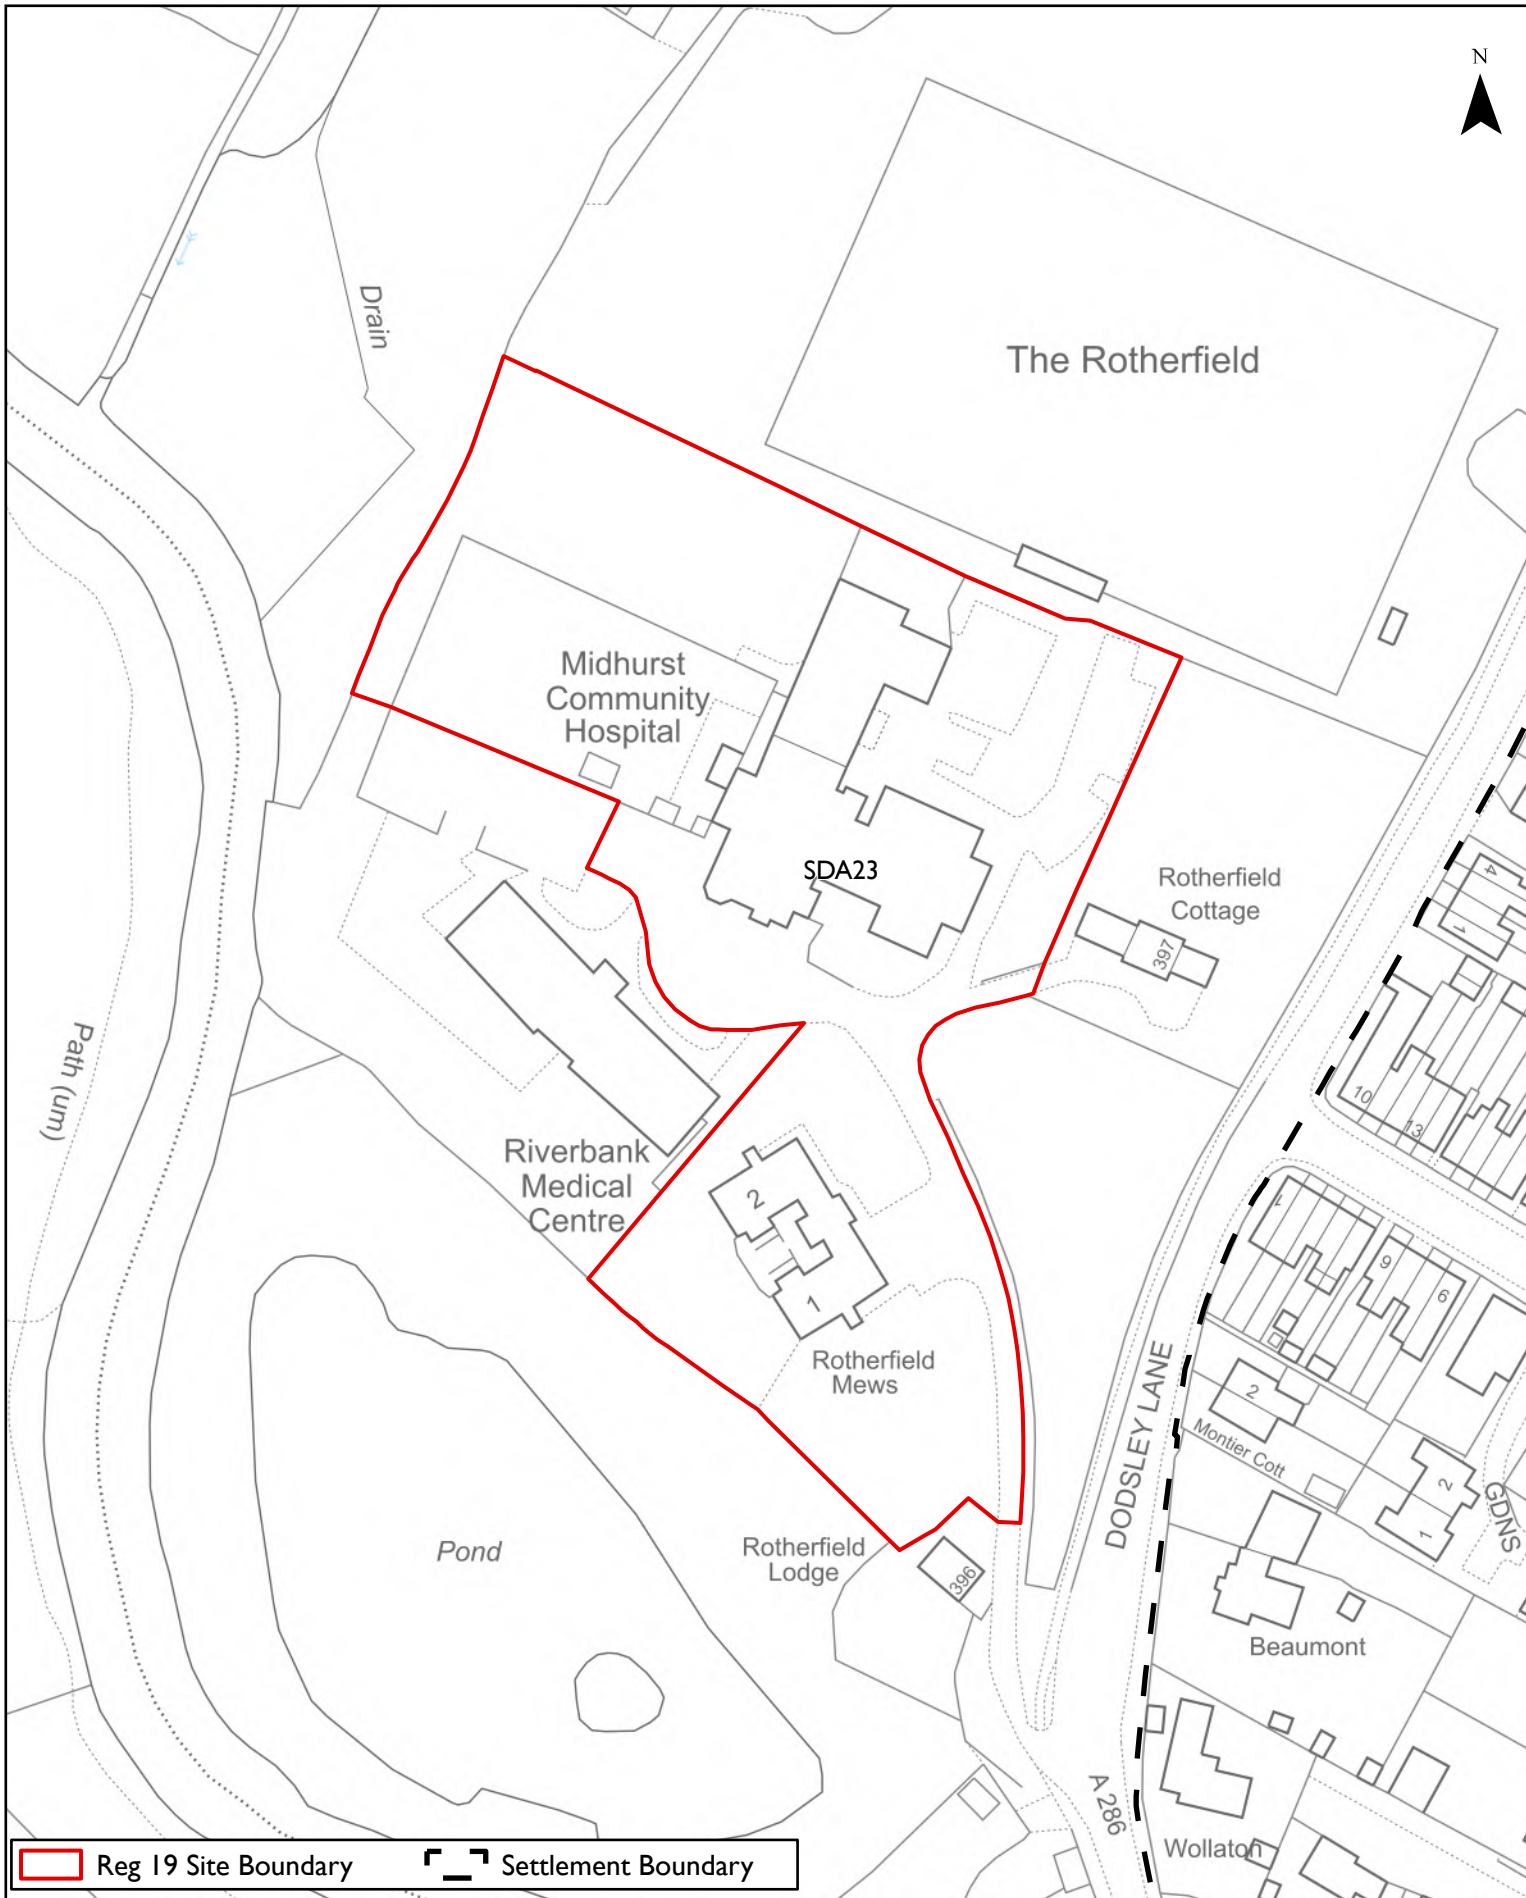 N
The Rotherfield
Drain
Midhurst
Community
Hospital
SDA23
Rotherfield
Cottage
397
4
1
10
13
Path (um)
Riverbank
Medical
Centre
2
1
Rotherfield
Mews
1
9
6
2
Montier Cott
2
1
GDNS
DODSLEY LANE
Pond
Rotherfield
Lodge
396
Beaumont
A 286
Wollaton
Reg 19 Site Boundary
Settlement Boundary